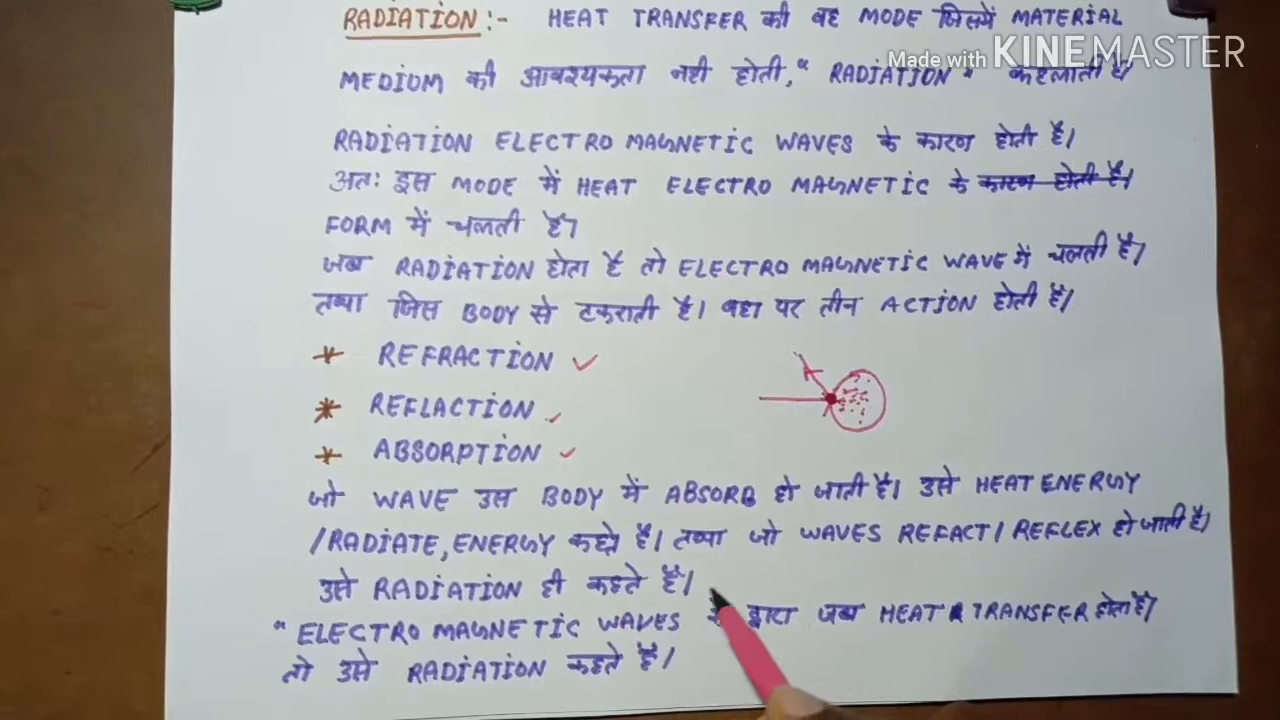 RADIATION :- HEAT TRANSFER की वह MODE जिसमें MATERIAL
Made with KINEMASTER
MEDIOM की आवश्यकता नही होती, "RADIATION" कहलाती है।
RADIATION ELECTRO MAGNETIC WAVES के कारण होती है।
अतः इस MODE में HEAT ELECTRO MAGNETIC के कारण होती है।
FORM में चलती है।
जब RADIATION होता है तो ELECTRO MAGNETIC WAVE में चलती है।
तथा जिस BODY से टकराती है। वहा पर तीन ACTION होती है।
* REFRACTION ✓
* REFLACTION ✓
* ABSORPTION ✓
जो WAVE उस BODY में ABSORB हो जाती है। उसे HEAT ENERGY
/RADIATE, ENERGY कहते है। तथा जो WAVES REFACT / REFLEX हो जाती है।
उसे RADIATION ही कहते है।
"ELECTRO MAGNETIC WAVES द्वारा जब HEAT TRANSFER होता है।
तो उसे RADIATION कहते है।